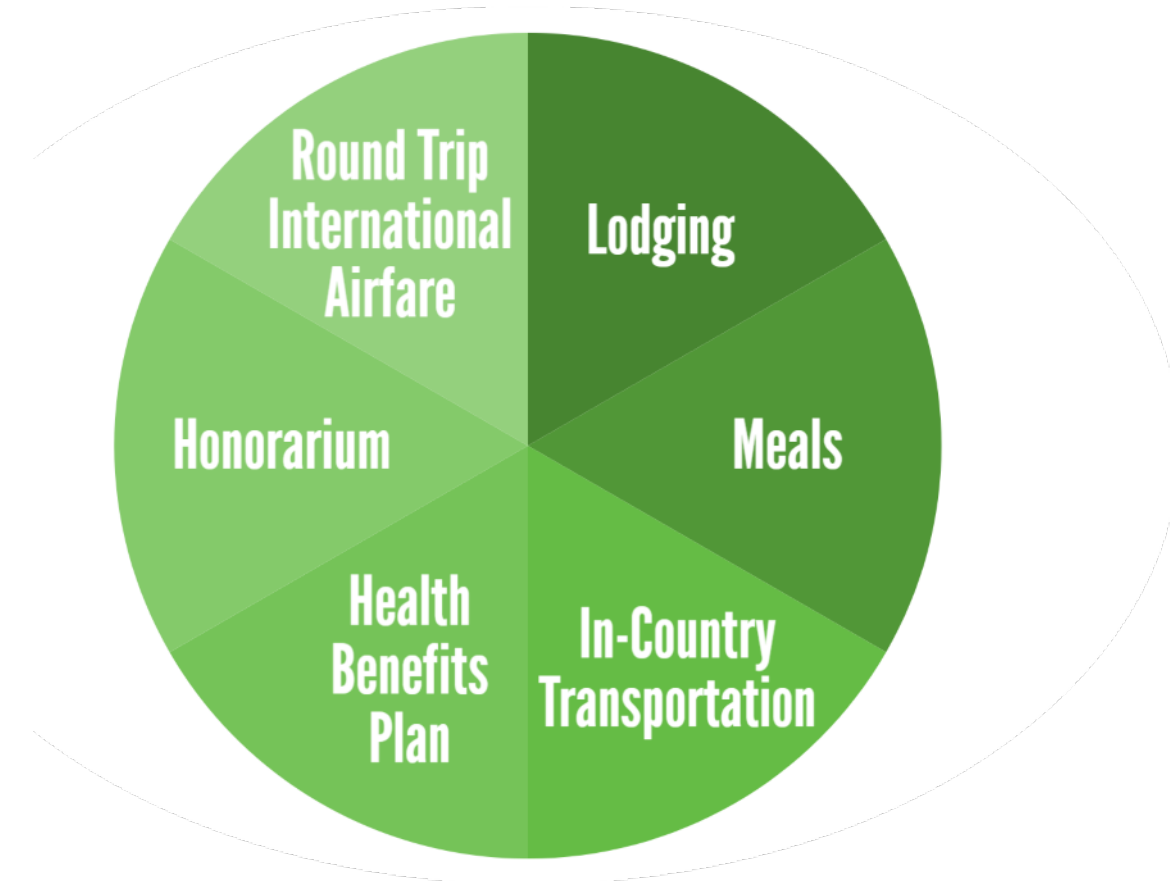 Round Trip
International
Airfare
Lodging
Honorarium
Meals
Health
Benefits
Plan
In-Country
Transportation